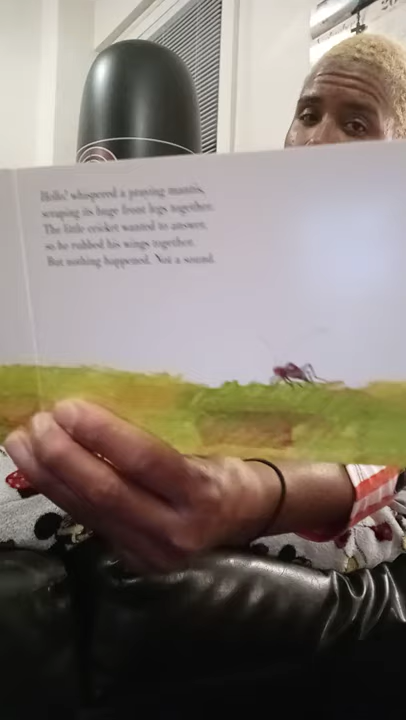 Hello! whispered a praying mantis,
scraping its huge front legs together.
The little cricket wanted to answer,
so he rubbed his wings together.
But nothing happened. Not a sound.